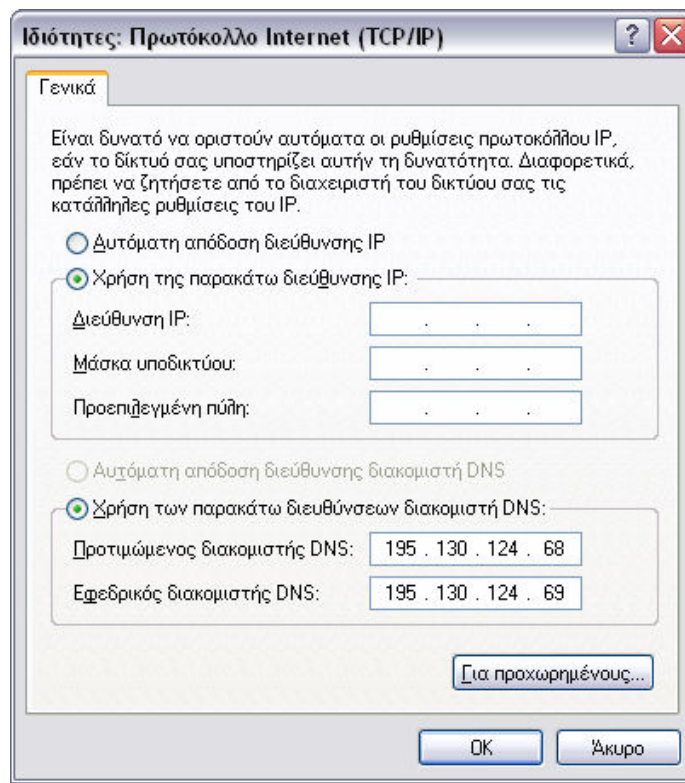 Ιδιότητες: Πρωτόκολλο Internet (TCP/IP)
Γενικά
Είναι δυνατό να οριστούν αυτόματα οι ρυθμίσεις πρωτοκόλλου IP,
εάν το δίκτυό σας υποστηρίζει αυτήν τη δυνατότητα. Διαφορετικά,
πρέπει να ζητήσετε από το διαχειριστή του δικτύου σας τις
κατάλληλες ρυθμίσεις του IP.
Αυτόματη απόδοση διεύθυνσης IP
Χρήση της παρακάτω διεύθυνσης IP:
Διεύθυνση IP: . . .
Μάσκα υποδικτύου: . . .
Προεπιλεγμένη πύλη: . . .
Αυτόματη απόδοση διεύθυνσης διακομιστή DNS
Χρήση των παρακάτω διευθύνσεων διακομιστή DNS:
Προτιμώμενος διακομιστής DNS: 195 . 130 . 124 . 68
Εφεδρικός διακομιστής DNS: 195 . 130 . 124 . 69
Για προχωρημένους...
OK Άκυρο